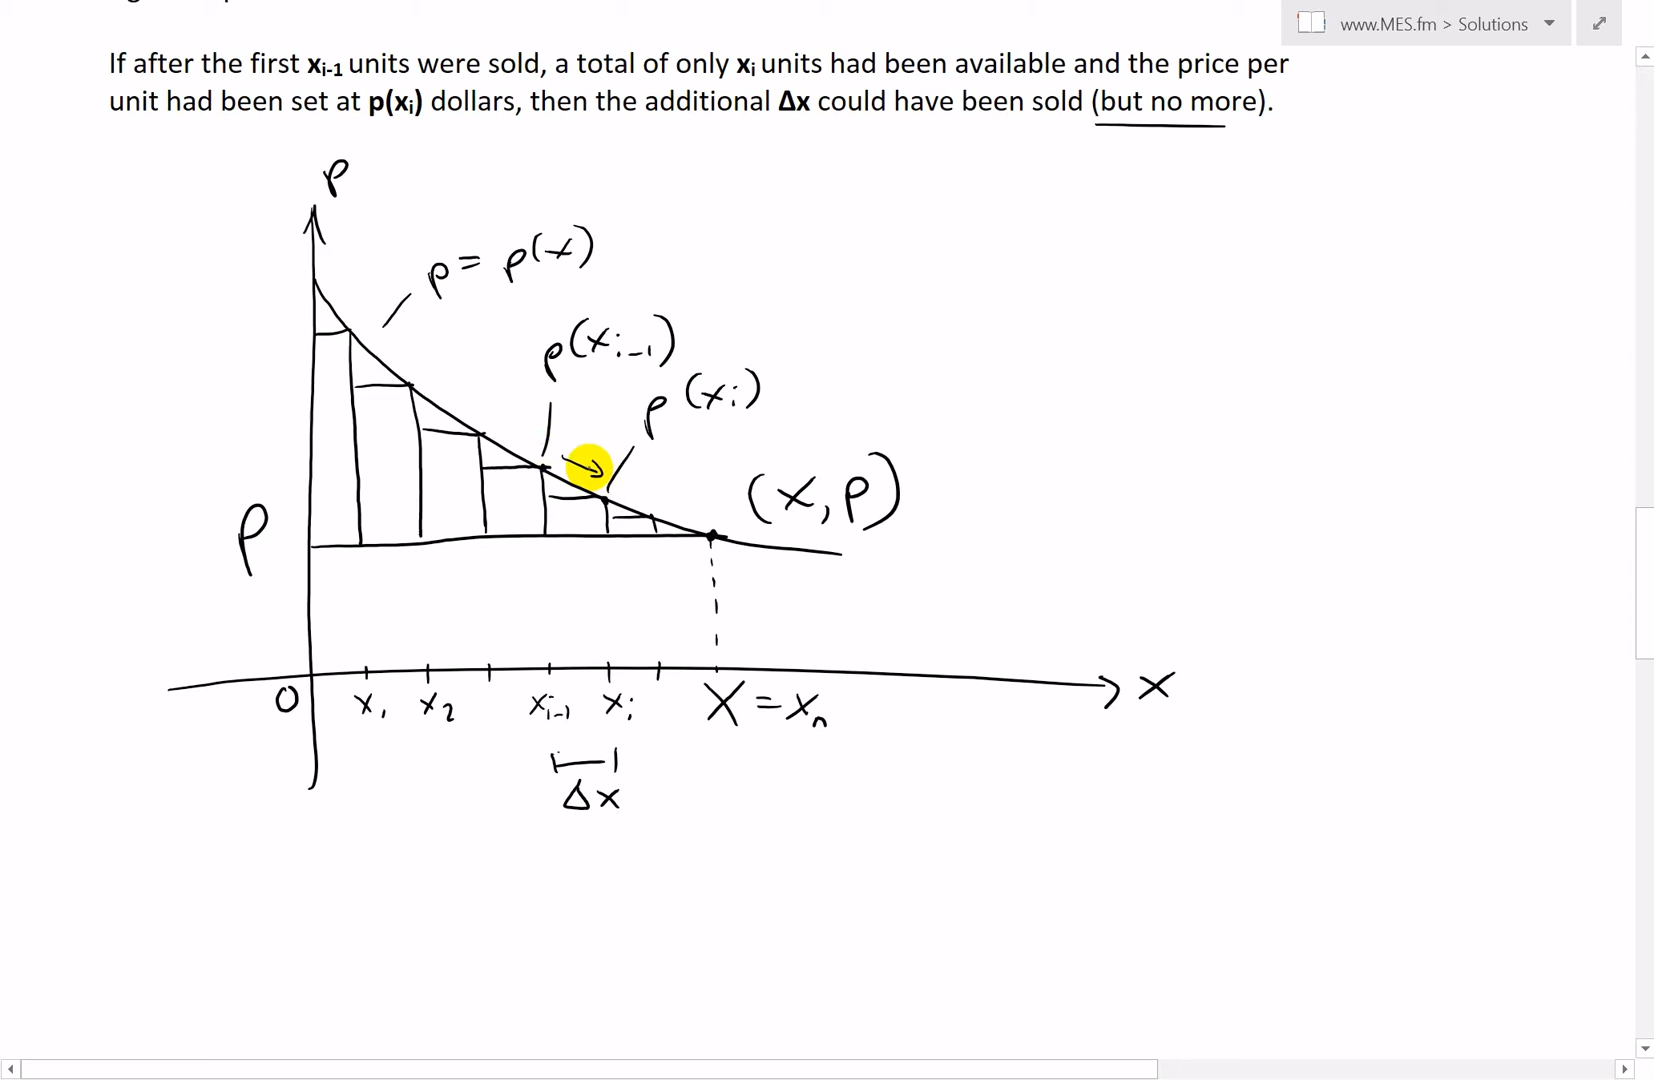 www.MES.fm > Solutions
If after the first xᵢ₋₁ units were sold, a total of only xᵢ units had been available and the price per
unit had been set at p(xᵢ) dollars, then the additional Δx could have been sold (but no more).
p
p = p(x)
p(xᵢ₋₁)
p(xᵢ)
(X, P)
P
0 x₁ x₂ xᵢ₋₁ xᵢ X = xₙ x
Δx